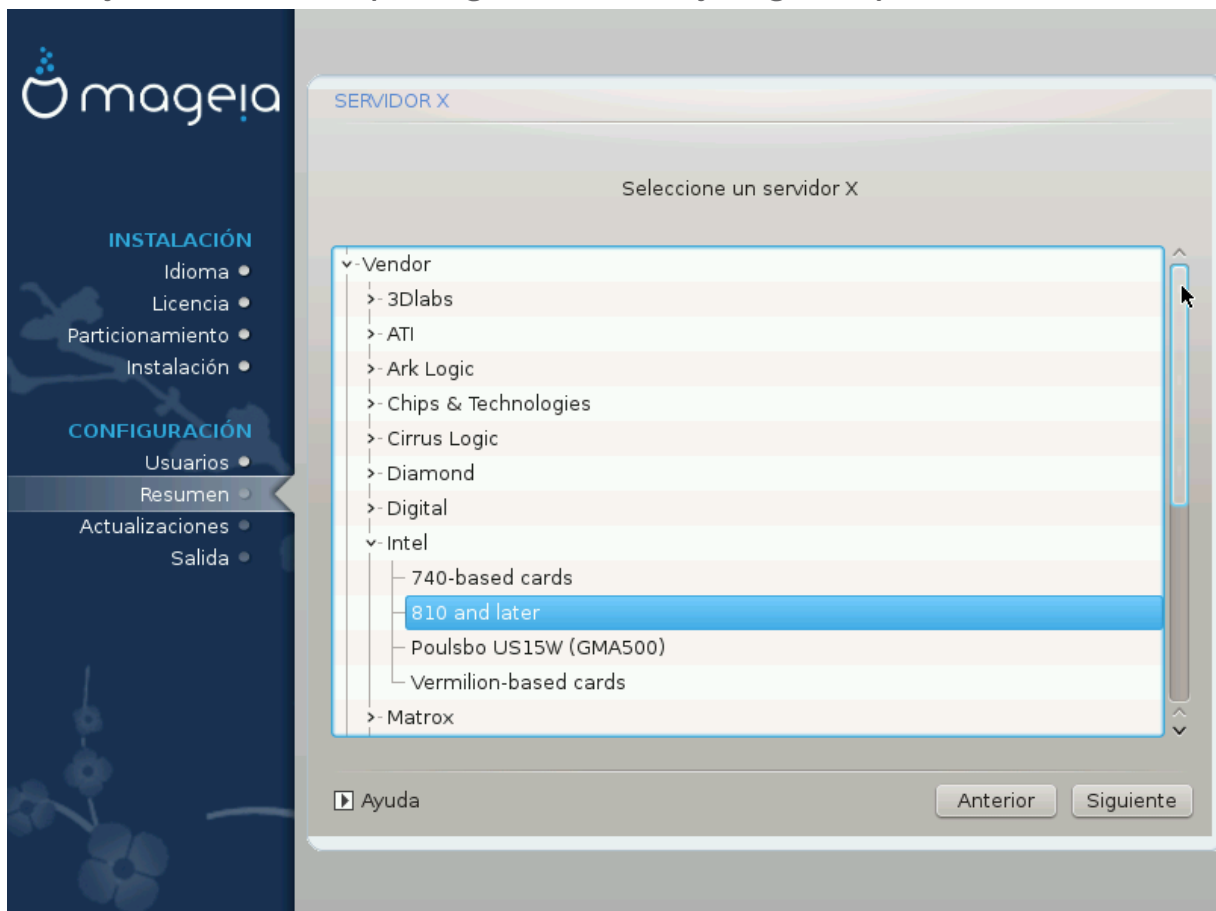 mageia
SERVIDOR X
Seleccione un servidor X
INSTALACIÓN
Idioma
Licencia
Particionamiento
Instalación
CONFIGURACIÓN
Usuarios
Resumen
Actualizaciones
Salida
Vendor
3Dlabs
ATI
Ark Logic
Chips & Technologies
Cirrus Logic
Diamond
Digital
Intel
740-based cards
810 and later
Poulsbo US15W (GMA500)
Vermilion-based cards
Matrox
Ayuda
Anterior
Siguiente